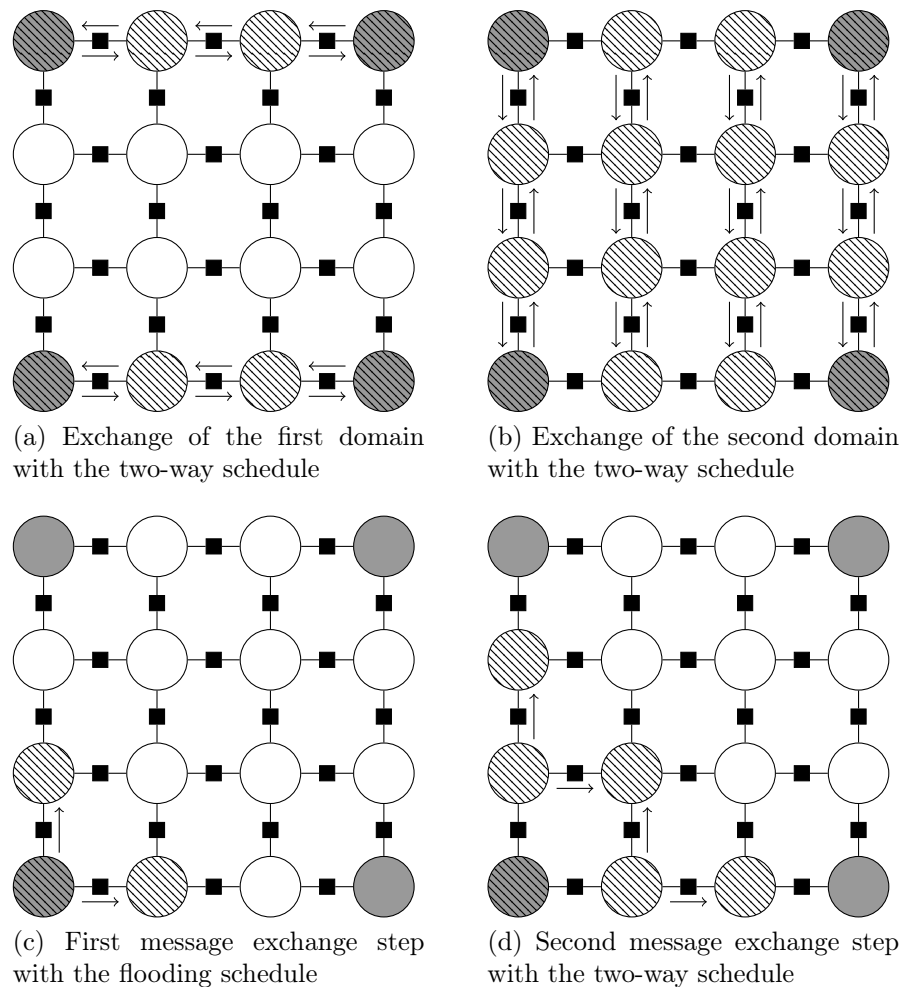 (a) Exchange of the first domain
with the two-way schedule
(b) Exchange of the second domain
with the two-way schedule
(c) First message exchange step
with the flooding schedule
(d) Second message exchange step
with the two-way schedule